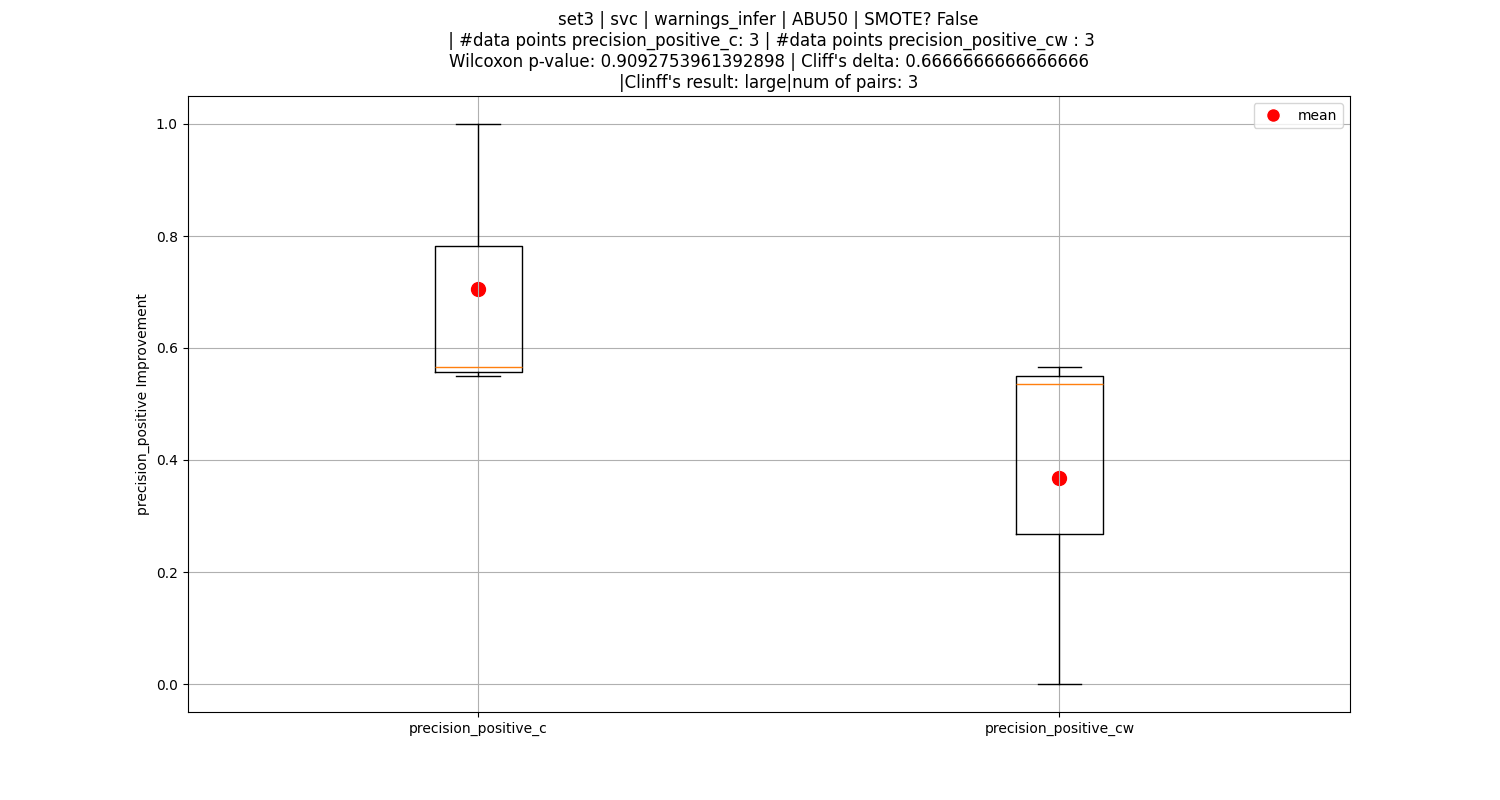 set3 | svc | warnings_infer | ABU50 | SMOTE? False
| #data points precision_positive_c: 3 | #data points precision_positive_cw : 3
Wilcoxon p-value: 0.9092753961392898 | Cliff's delta: 0.6666666666666666
|Clinff's result: large|num of pairs: 3
mean
precision_positive Improvement
1.0
0.8
0.6
0.4
0.2
0.0
precision_positive_c
precision_positive_cw